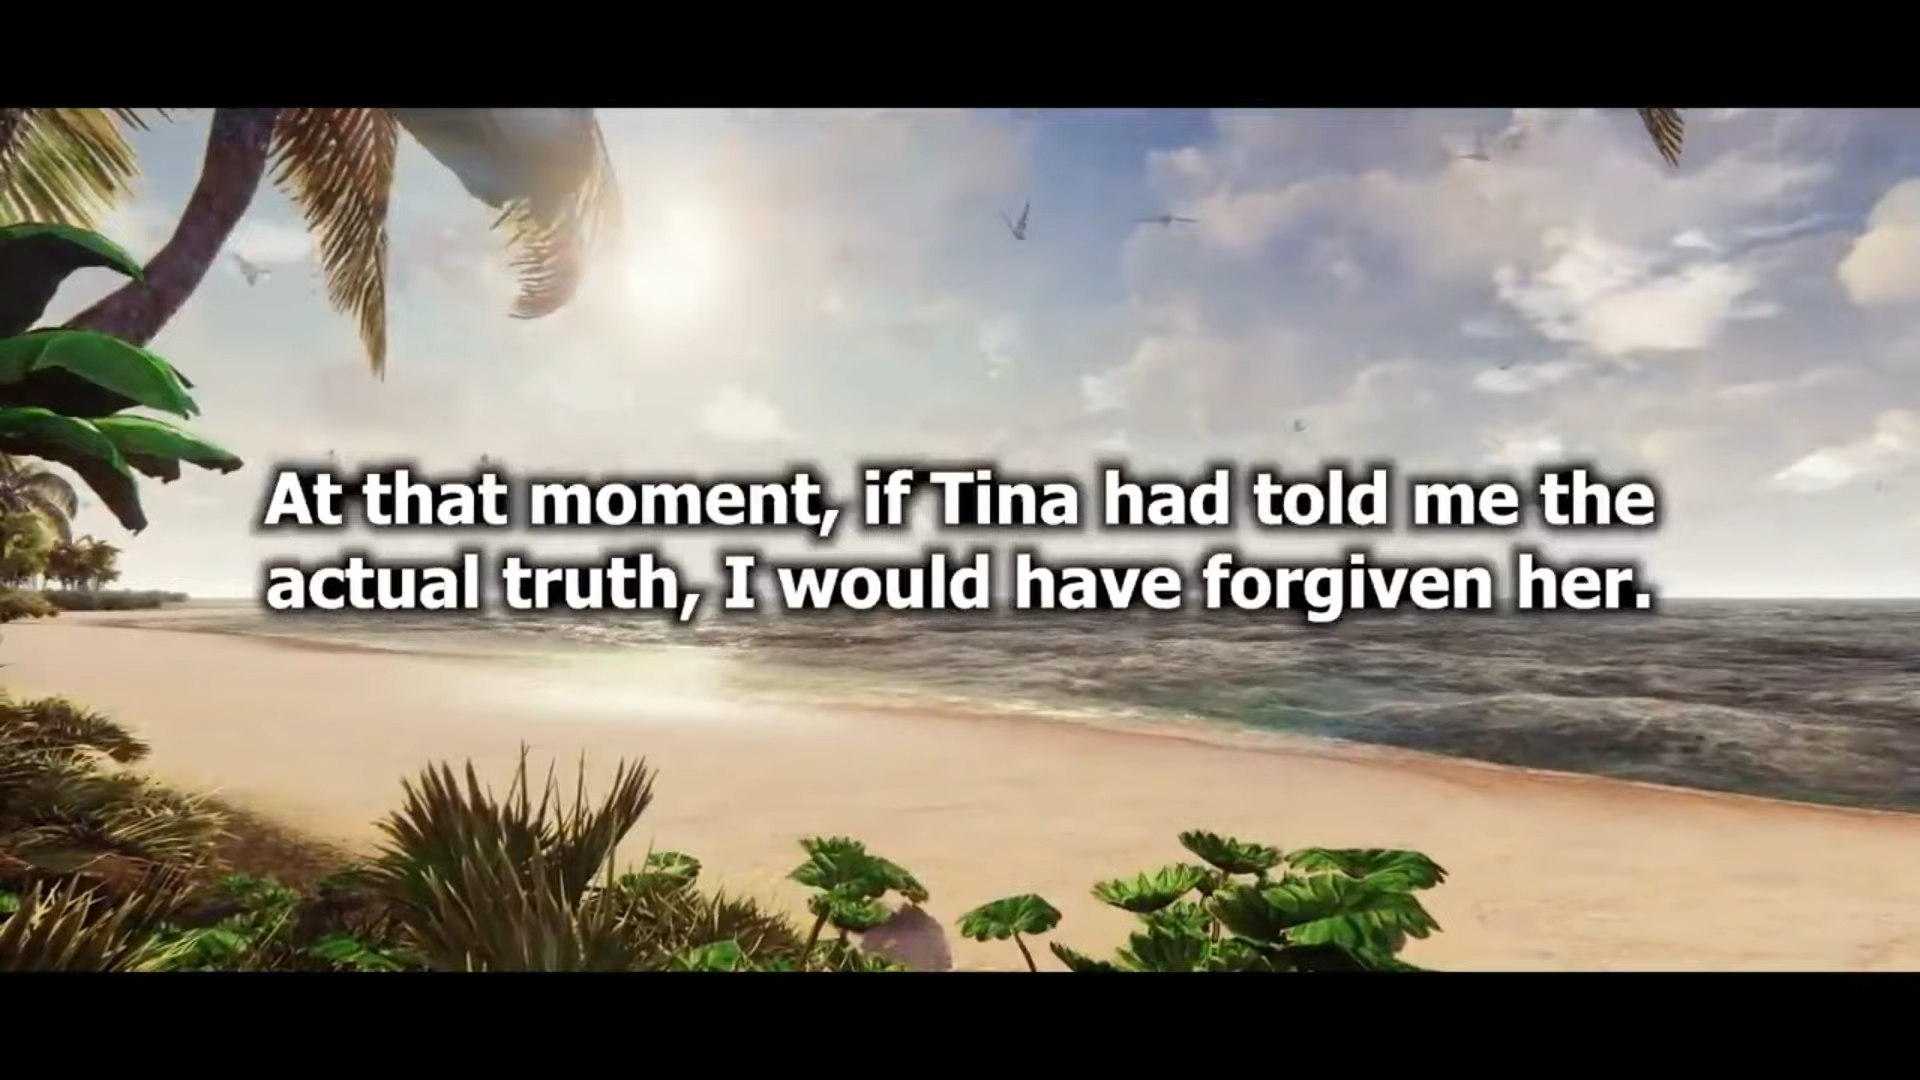 At that moment, if Tina had told me the
actual truth, I would have forgiven her.